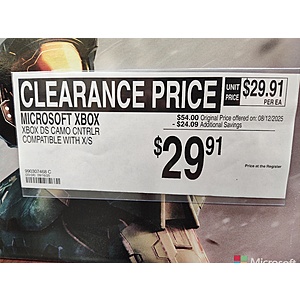 CLEARANCE PRICE
UNIT PRICE $29.91
PER EA
MICROSOFT XBOX
XBOX DS CAMO CNTRLR
COMPATIBLE WITH X/S
$54.00 Original Price offered on: 08/12/2025
- $24.09 Additional Savings
$29.91
Price at the Register
990307468 C
Microsoft